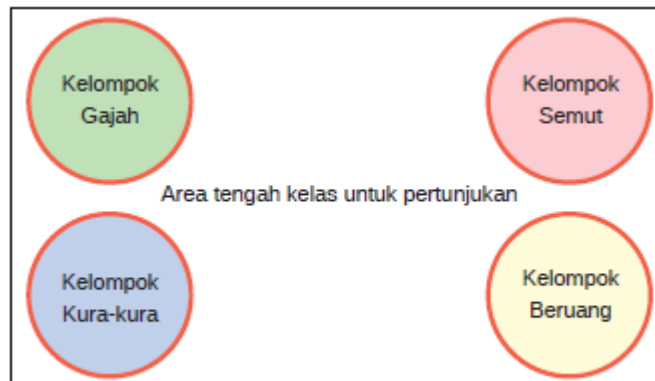 Kelompok
Gajah
Kelompok
Semut
Area tengah kelas untuk pertunjukan
Kelompok
Kura-kura
Kelompok
Beruang